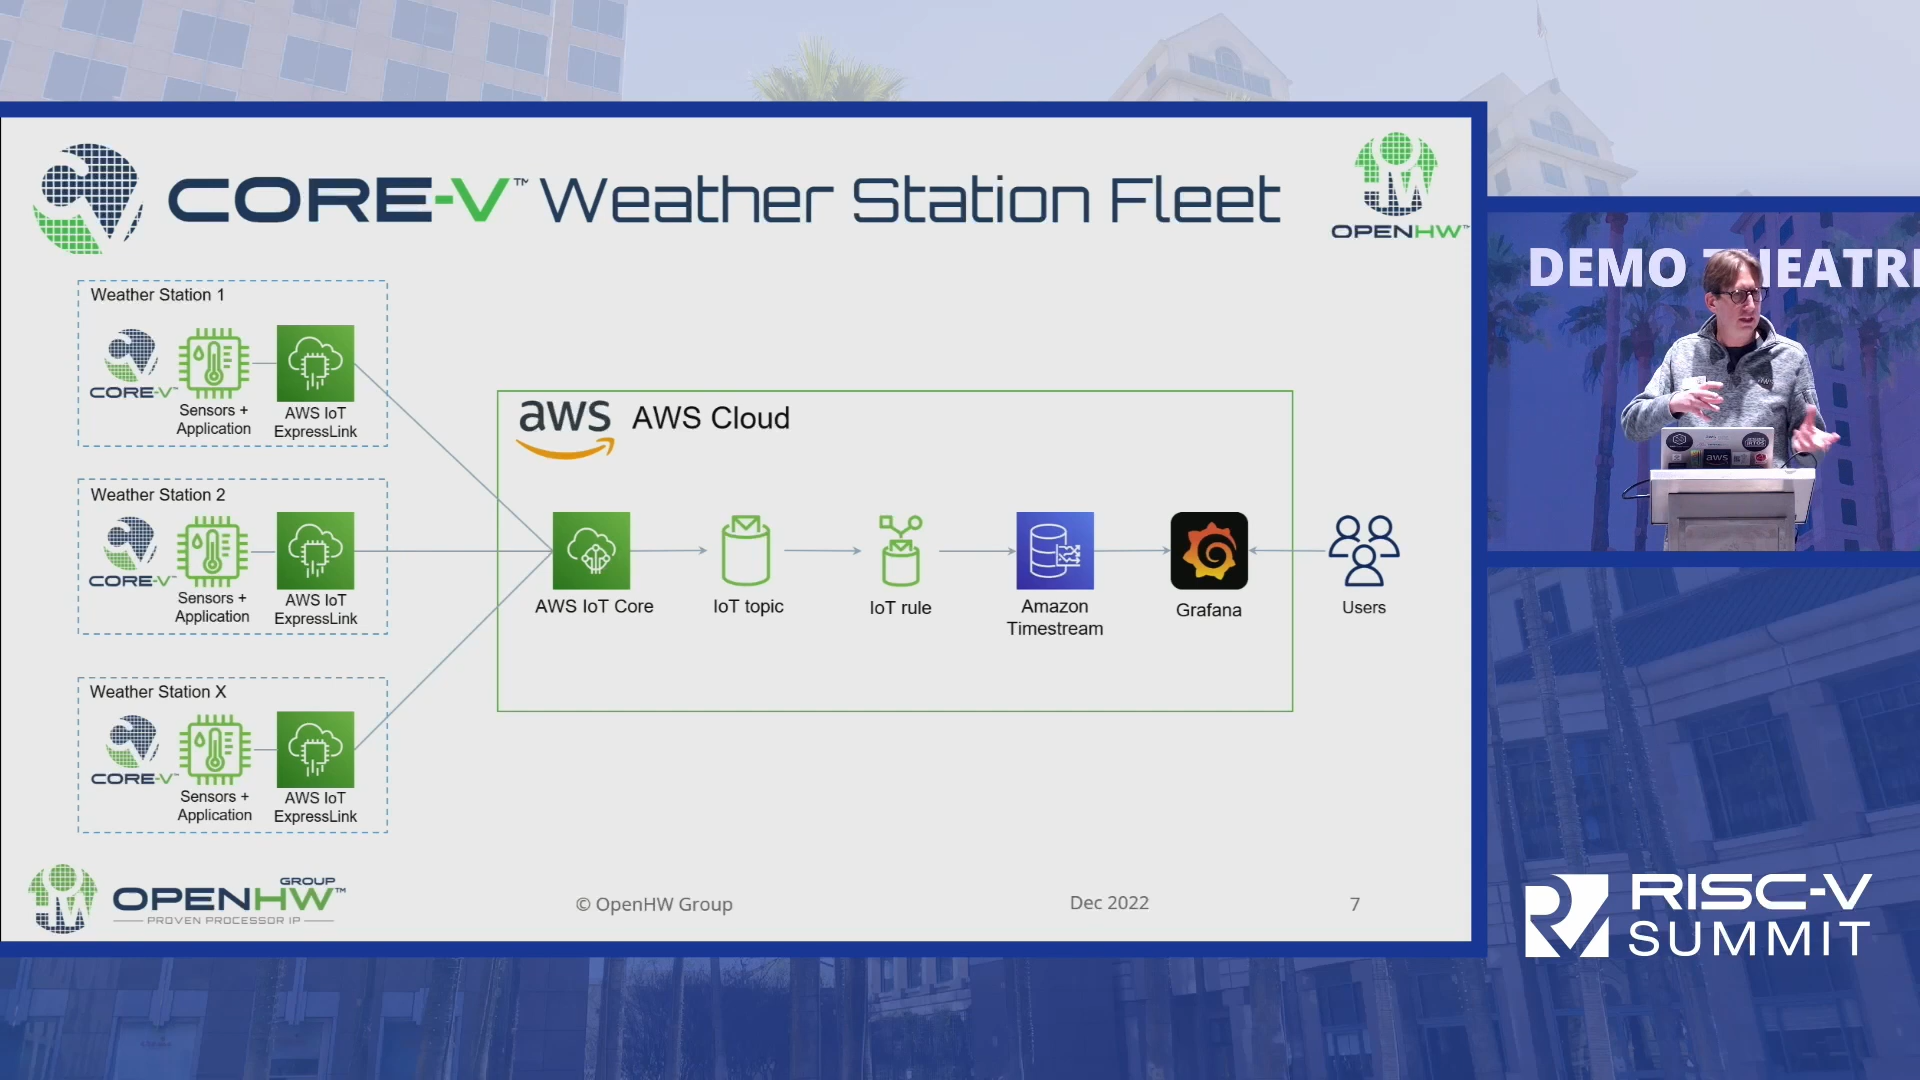 CORE-V™ Weather Station Fleet
OPENHW™
Weather Station 1
CORE-V™
Sensors +
Application
AWS IoT
ExpressLink
Weather Station 2
CORE-V™
Sensors +
Application
AWS IoT
ExpressLink
Weather Station X
CORE-V™
Sensors +
Application
AWS IoT
ExpressLink
aws AWS Cloud
AWS IoT Core
IoT topic
IoT rule
Amazon
Timestream
Grafana
Users
OPENHW™
GROUP
PROVEN PROCESSOR IP
© OpenHW Group
Dec 2022
7
DEMO THEATRE
aws
aws
RISC-V
SUMMIT